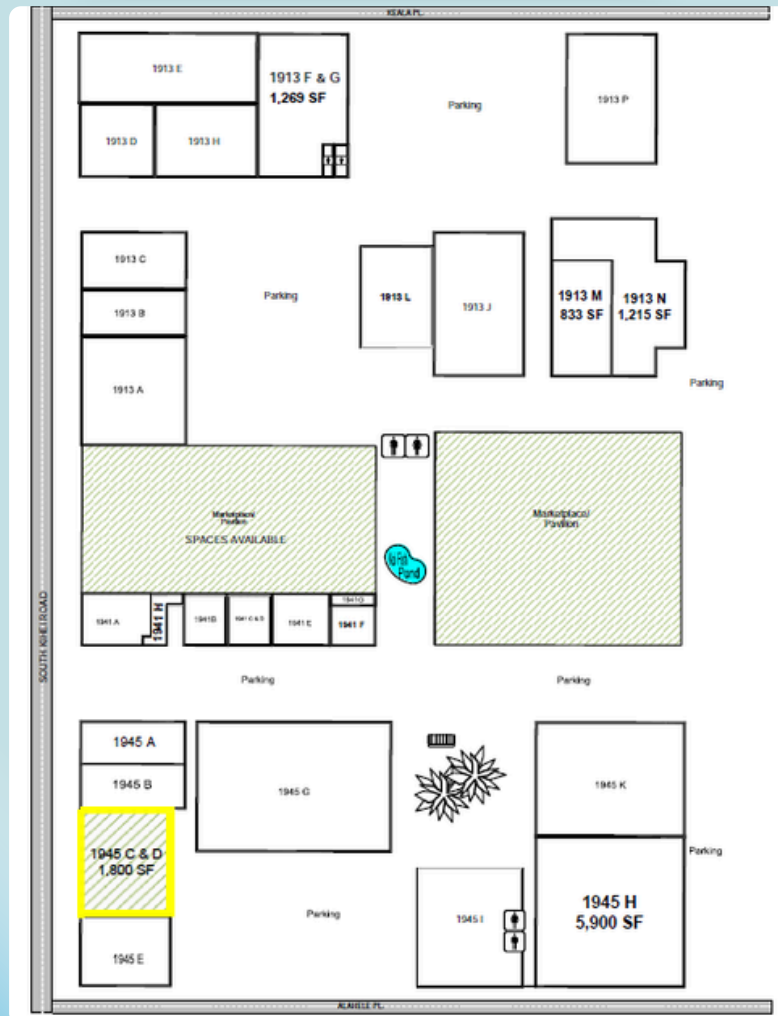 KEALA PL.
1913 E
1913 F & G
1,269 SF
Parking
1913 P
1913 D
1913 H
1913 C
Parking
1913 L
1913 J
1913 M
833 SF
1913 N
1,215 SF
1913 B
1913 A
Parking
Marketplace/
Pavilion
SPACES AVAILABLE
Marketplace/
Pavilion
Pond
SOUTH KIHEI ROAD
1941 A
1941 H
1941B
1941 C & D
1941 E
1941G
1941 F
Parking
Parking
1945 A
1945 B
1945 G
1945 K
1945 C & D
1,800 SF
Parking
1945 H
5,900 SF
Parking
1945 I
1945 E
ALAHELE PL.